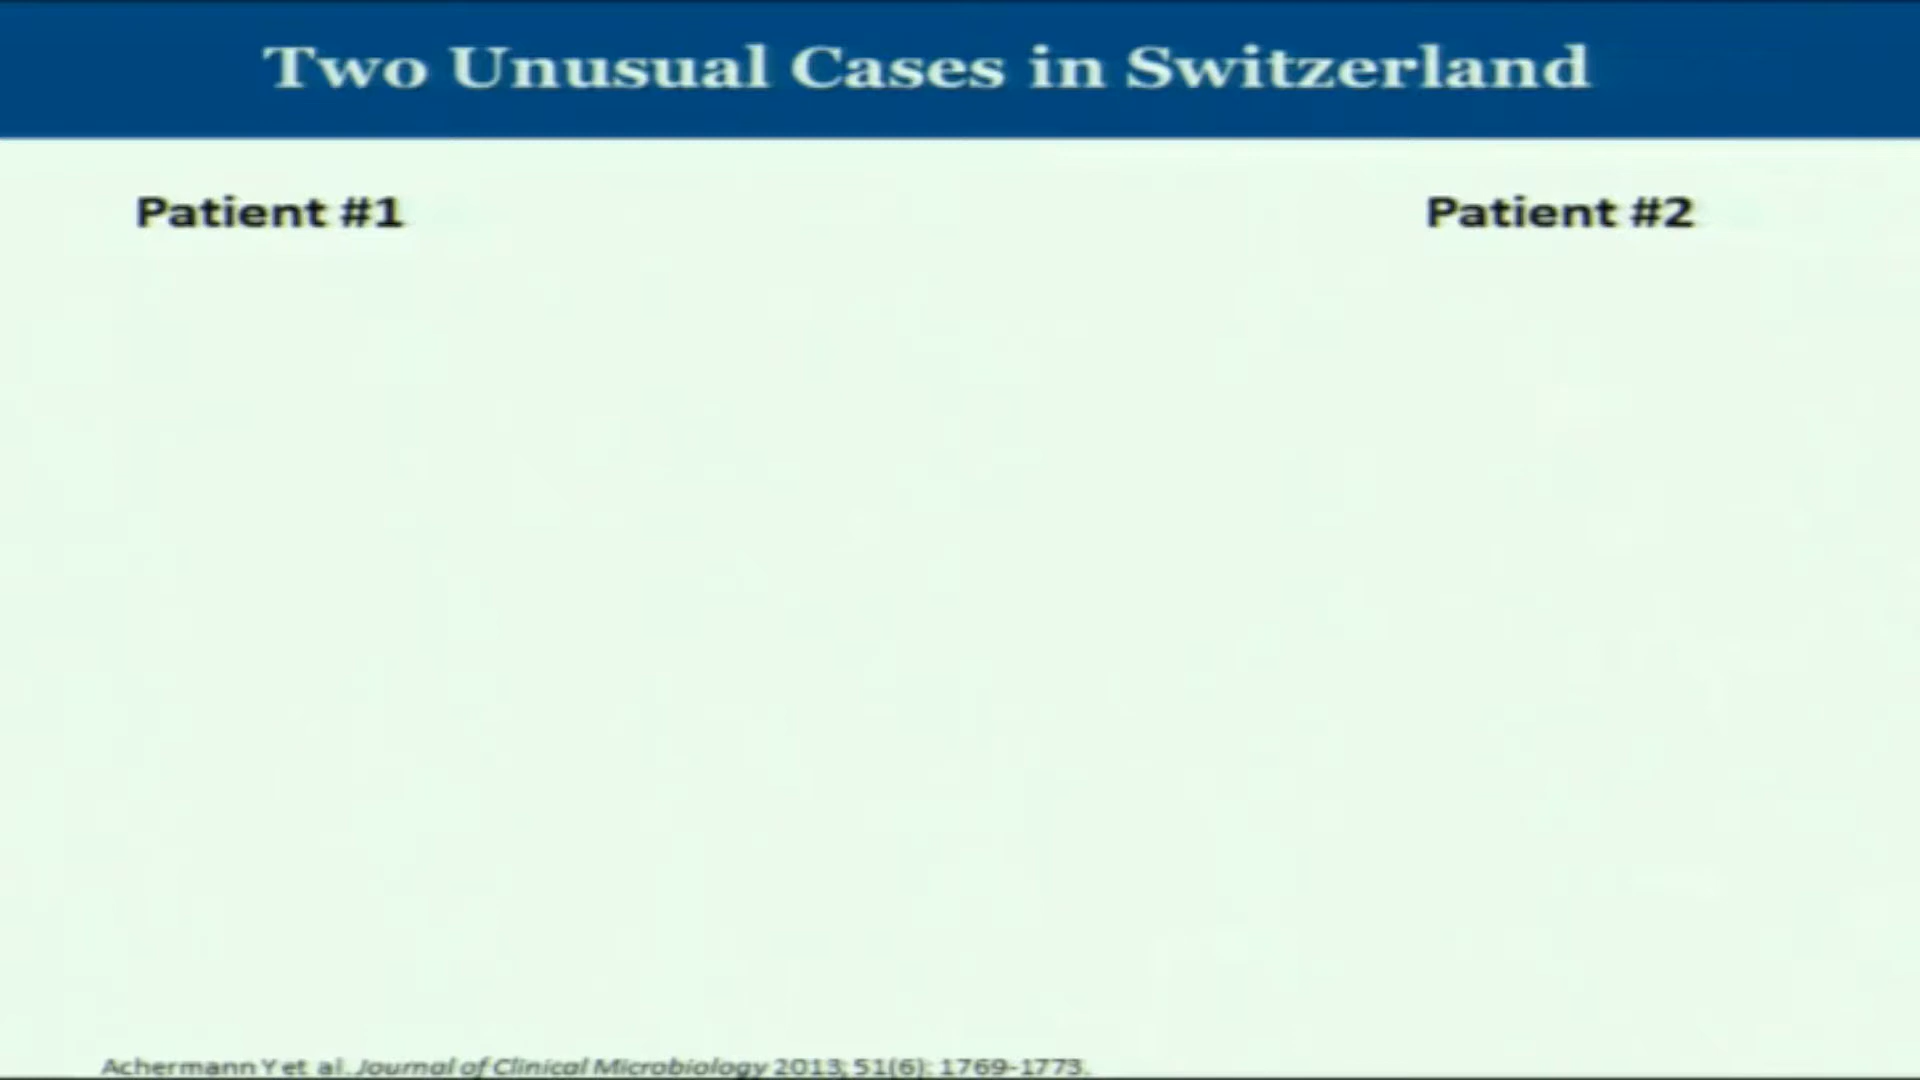 Two Unusual Cases in Switzerland
Patient #1
Patient #2
Achermann Y et al. Journal of Clinical Microbiology 2013; 51(6): 1769-1773.